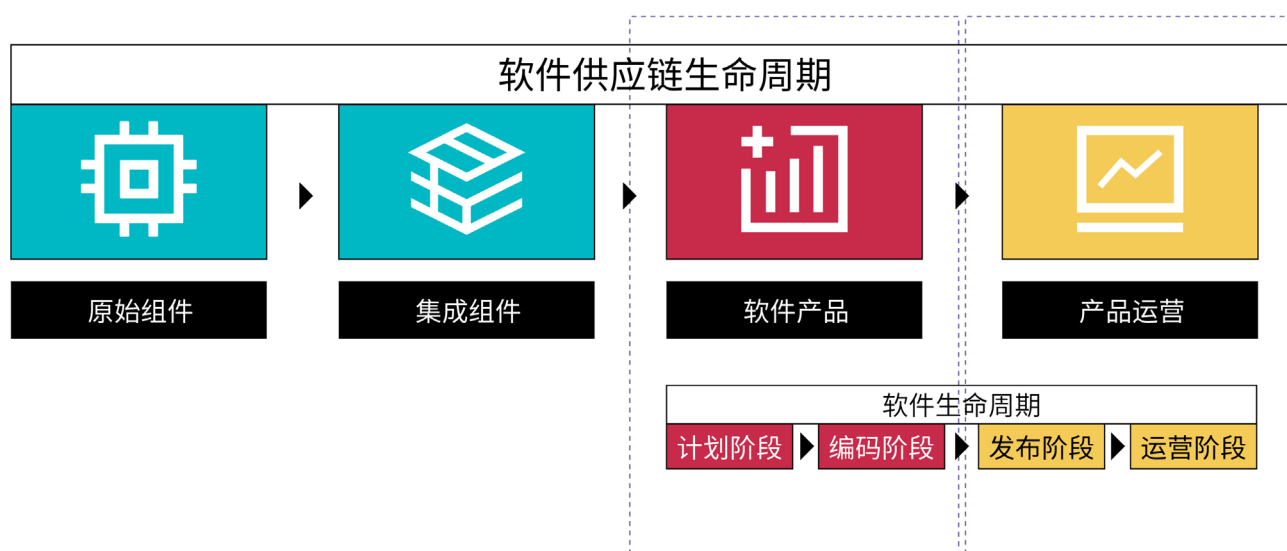 软件供应链生命周期
原始组件
集成组件
软件产品
产品运营
软件生命周期
计划阶段
编码阶段
发布阶段
运营阶段